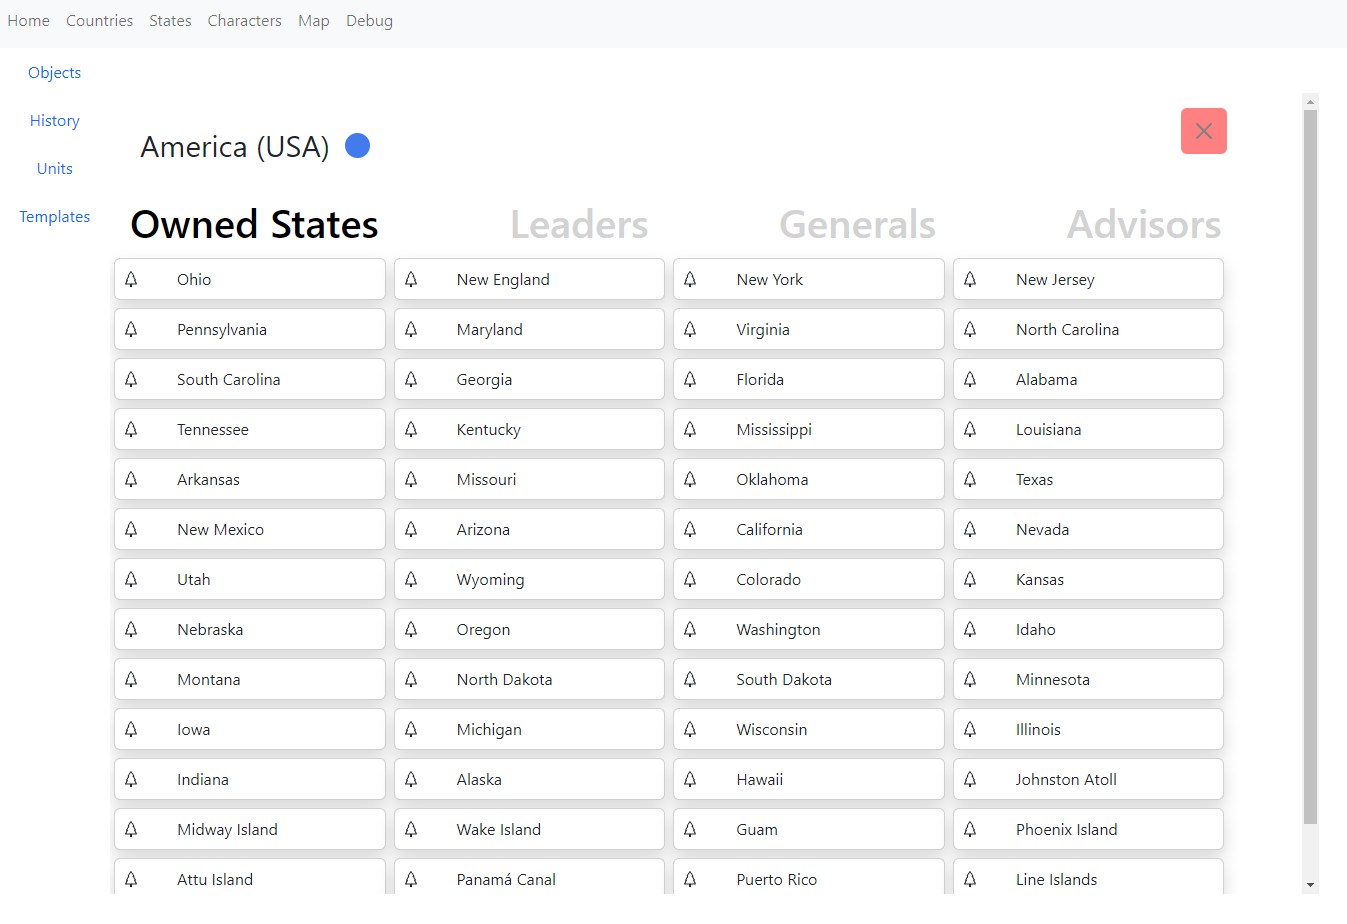 Home Countries States Characters Map Debug
Objects
History
Units
Templates
America (USA)
Owned States Leaders Generals Advisors
Ohio New England New York New Jersey
Pennsylvania Maryland Virginia North Carolina
South Carolina Georgia Florida Alabama
Tennessee Kentucky Mississippi Louisiana
Arkansas Missouri Oklahoma Texas
New Mexico Arizona California Nevada
Utah Wyoming Colorado Kansas
Nebraska Oregon Washington Idaho
Montana North Dakota South Dakota Minnesota
Iowa Michigan Wisconsin Illinois
Indiana Alaska Hawaii Johnston Atoll
Midway Island Wake Island Guam Phoenix Island
Attu Island Panamá Canal Puerto Rico Line Islands